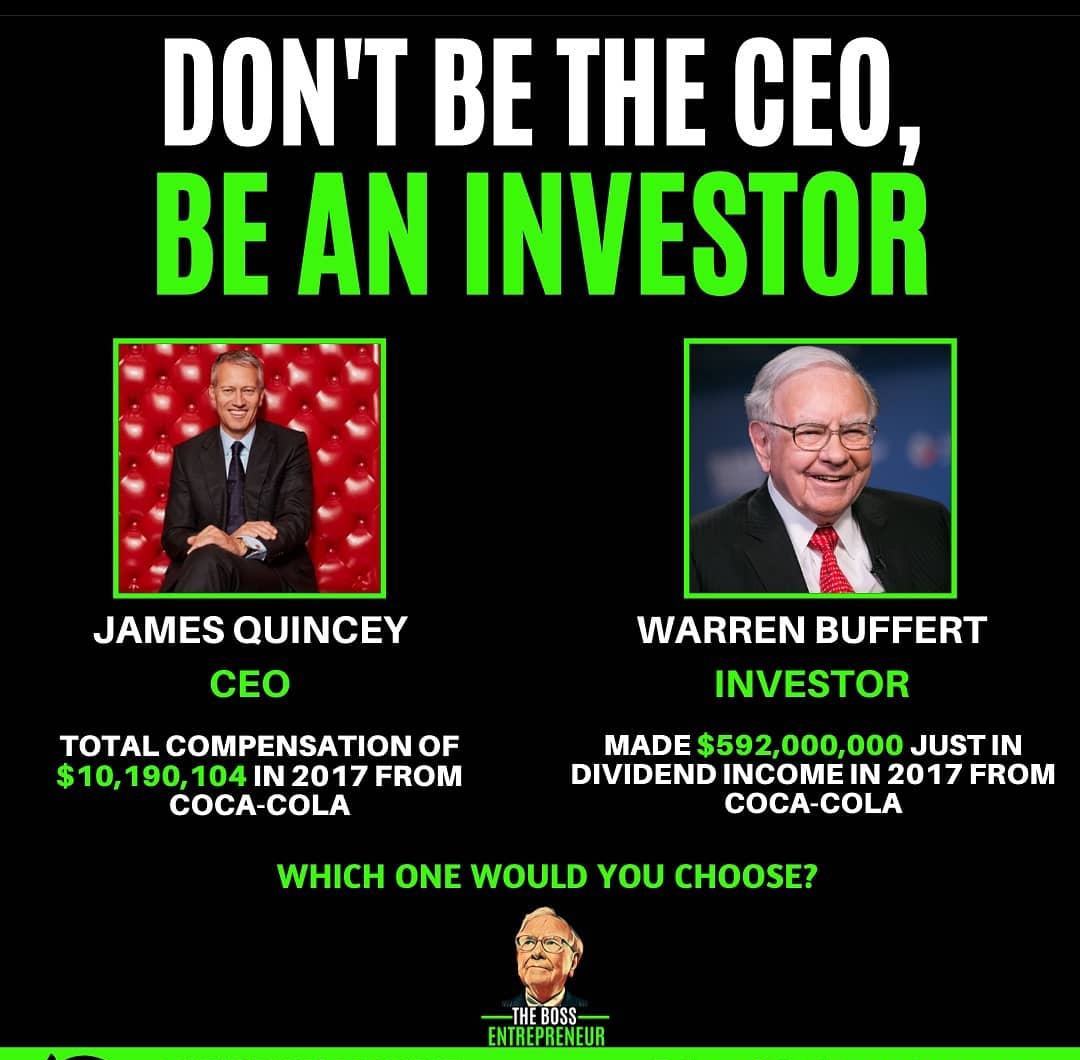 DON'T BE THE CEO,
BE AN INVESTOR
JAMES QUINCEY
CEO
TOTAL COMPENSATION OF
$10,190,104 IN 2017 FROM
COCA-COLA
WARREN BUFFERT
INVESTOR
MADE $592,000,000 JUST IN
DIVIDEND INCOME IN 2017 FROM
COCA-COLA
WHICH ONE WOULD YOU CHOOSE?
THE BOSS
ENTREPRENEUR